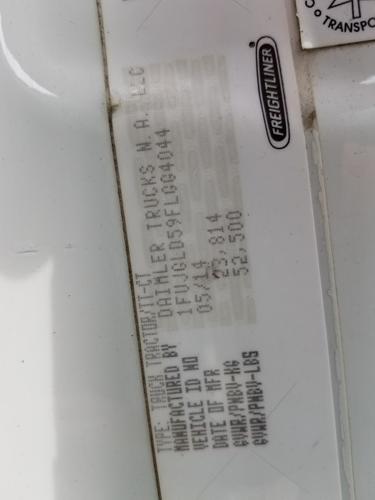 TYPE: TRUCK TRACTOR/TT-CT
MANUFACTURED BY DAIMLER TRUCKS N.A. LLC
VEHICLE ID NO 1FUJGLD59FLGG4044
DATE OF MFR 05/14
GVWR/PNBV-KG 23,814
GVWR/PNBV-LBS 52,500
FREIGHTLINER
TRANSPO